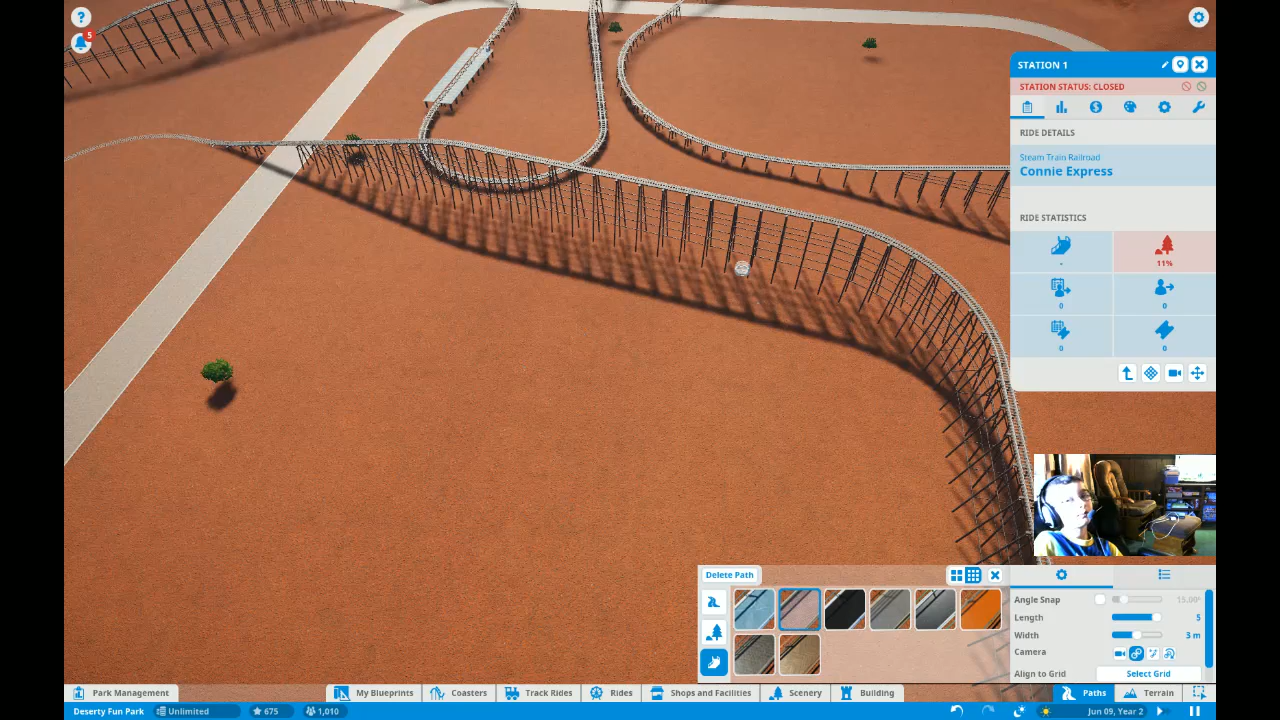 ?
5
STATION 1
STATION STATUS: CLOSED
RIDE DETAILS
Steam Train Railroad
Connie Express
RIDE STATISTICS
-
11%
0
0
0
0
Delete Path
Angle Snap
15.00°
Length
5
Width
3 m
Camera
Align to Grid
Select Grid
Park Management
My Blueprints
Coasters
Track Rides
Rides
Shops and Facilities
Scenery
Building
Paths
Terrain
Deserty Fun Park
Unlimited
675
1,010
Jun 09, Year 2